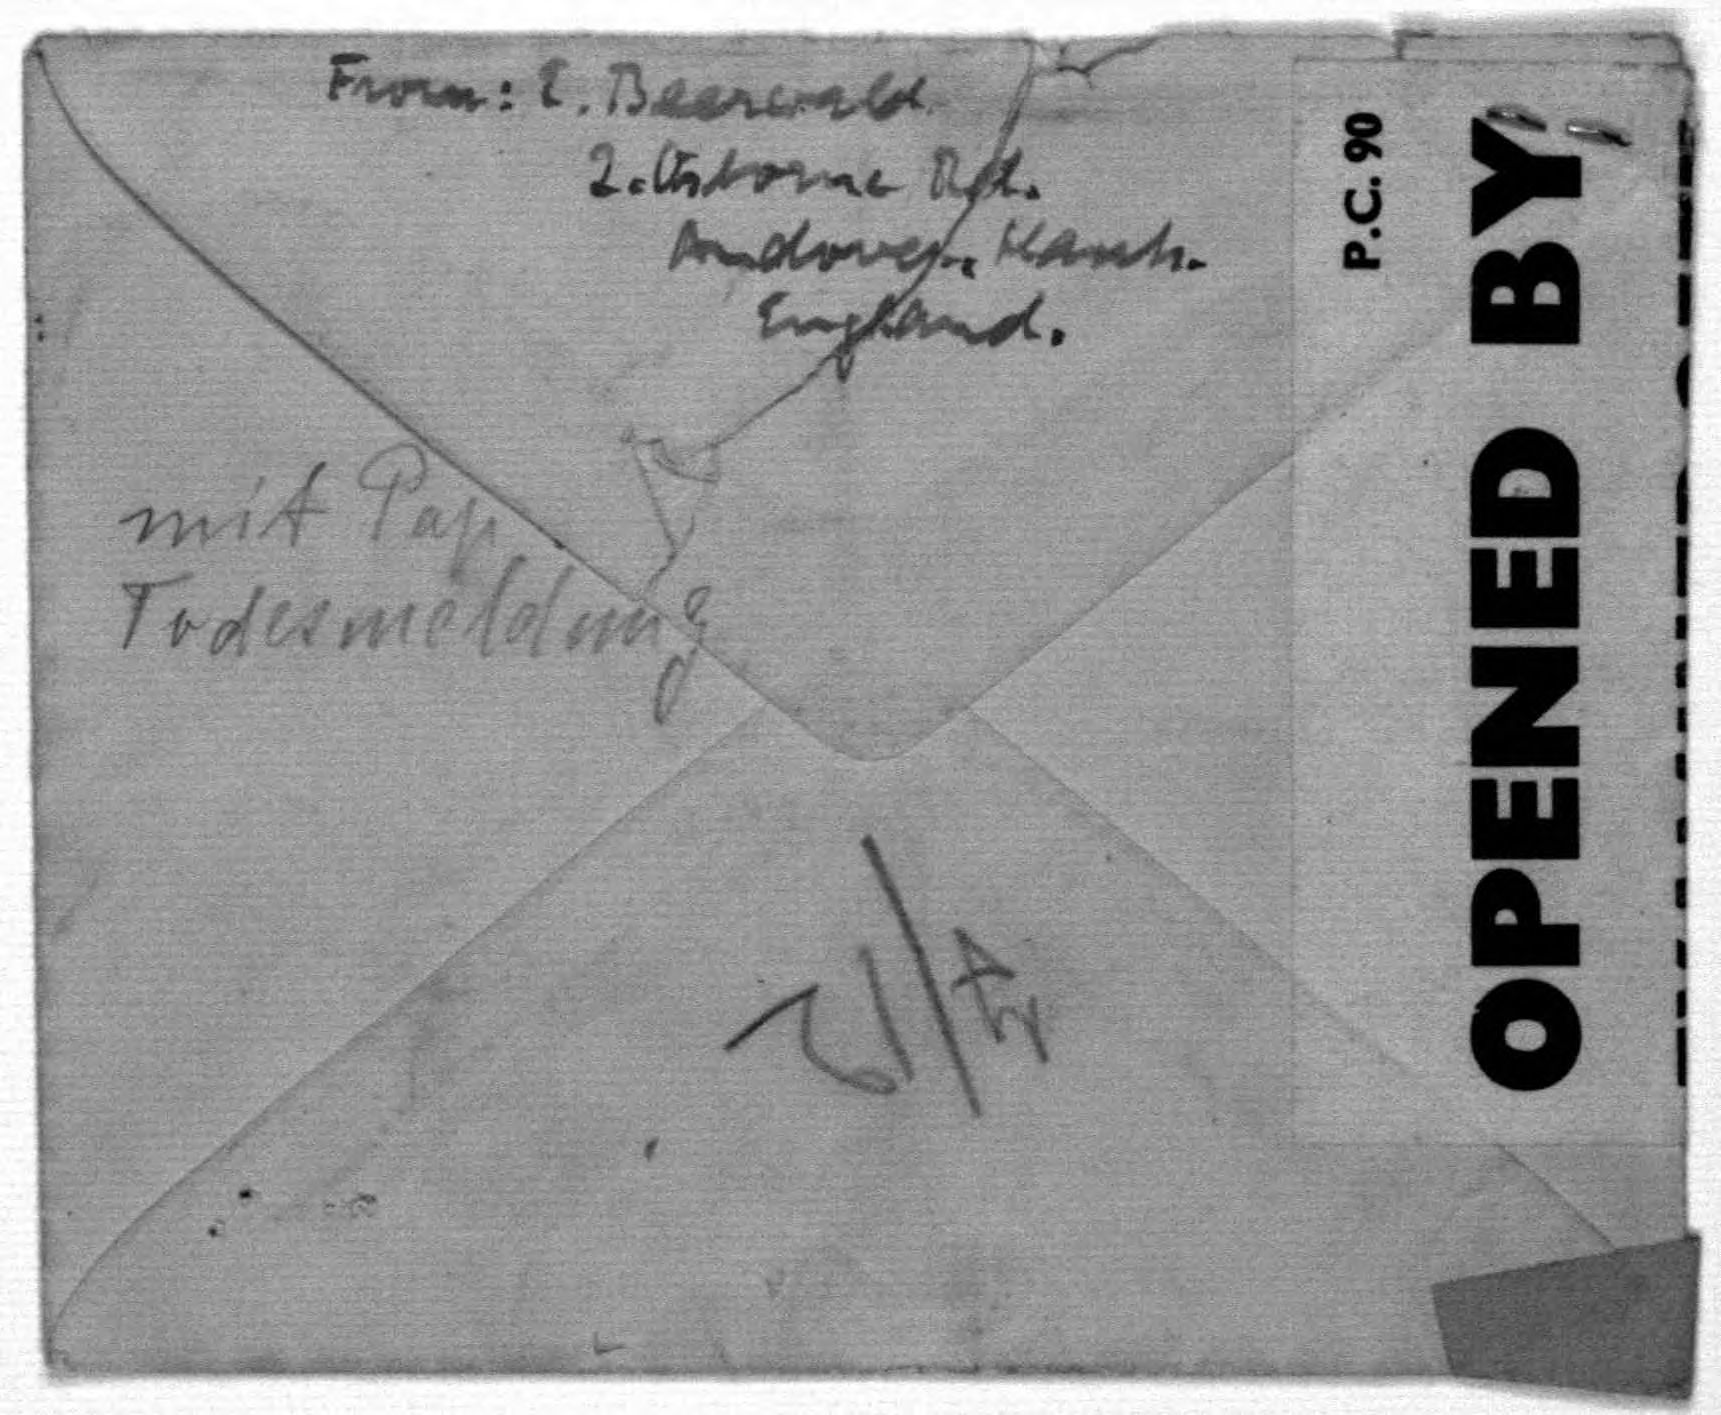 From: E. Baerwald.
2. Osborne Rd.
Andover, Hants.
England.
mit Pap
Todesmeldung
P.C. 90
OPENED BY